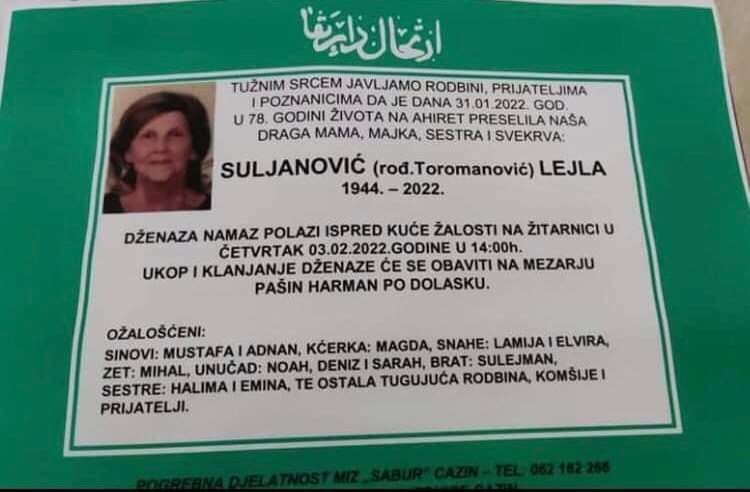 ارتحال دار بقا
TUŽNIM SRCEM JAVLJAMO RODBINI, PRIJATELJIMA
I POZNANICIMA DA JE DANA 31.01.2022. GOD.
U 78. GODINI ŽIVOTA NA AHIRET PRESELILA NAŠA
DRAGA MAMA, MAJKA, SESTRA I SVEKRVA:
SULJANOVIĆ (rođ.Toromanović) LEJLA
1944. – 2022.
DŽENAZA NAMAZ POLAZI ISPRED KUĆE ŽALOSTI NA ŽITARNICI U
ČETVRTAK 03.02.2022.GODINE U 14:00h.
UKOP I KLANJANJE DŽENAZE ĆE SE OBAVITI NA MEZARJU
PAŠIN HARMAN PO DOLASKU.
OŽALOŠĆENI:
SINOVI: MUSTAFA I ADNAN, KĆERKA: MAGDA, SNAHE: LAMIJA I ELVIRA,
ZET: MIHAL, UNUČAD: NOAH, DENIZ I SARAH, BRAT: SULEJMAN,
SESTRE: HALIMA I EMINA, TE OSTALA TUGUJUĆA RODBINA, KOMŠIJE I
PRIJATELJI.
POGREBNA DJELATNOST MIZ „SABUR" CAZIN – TEL: 062 162 266
CAZIN